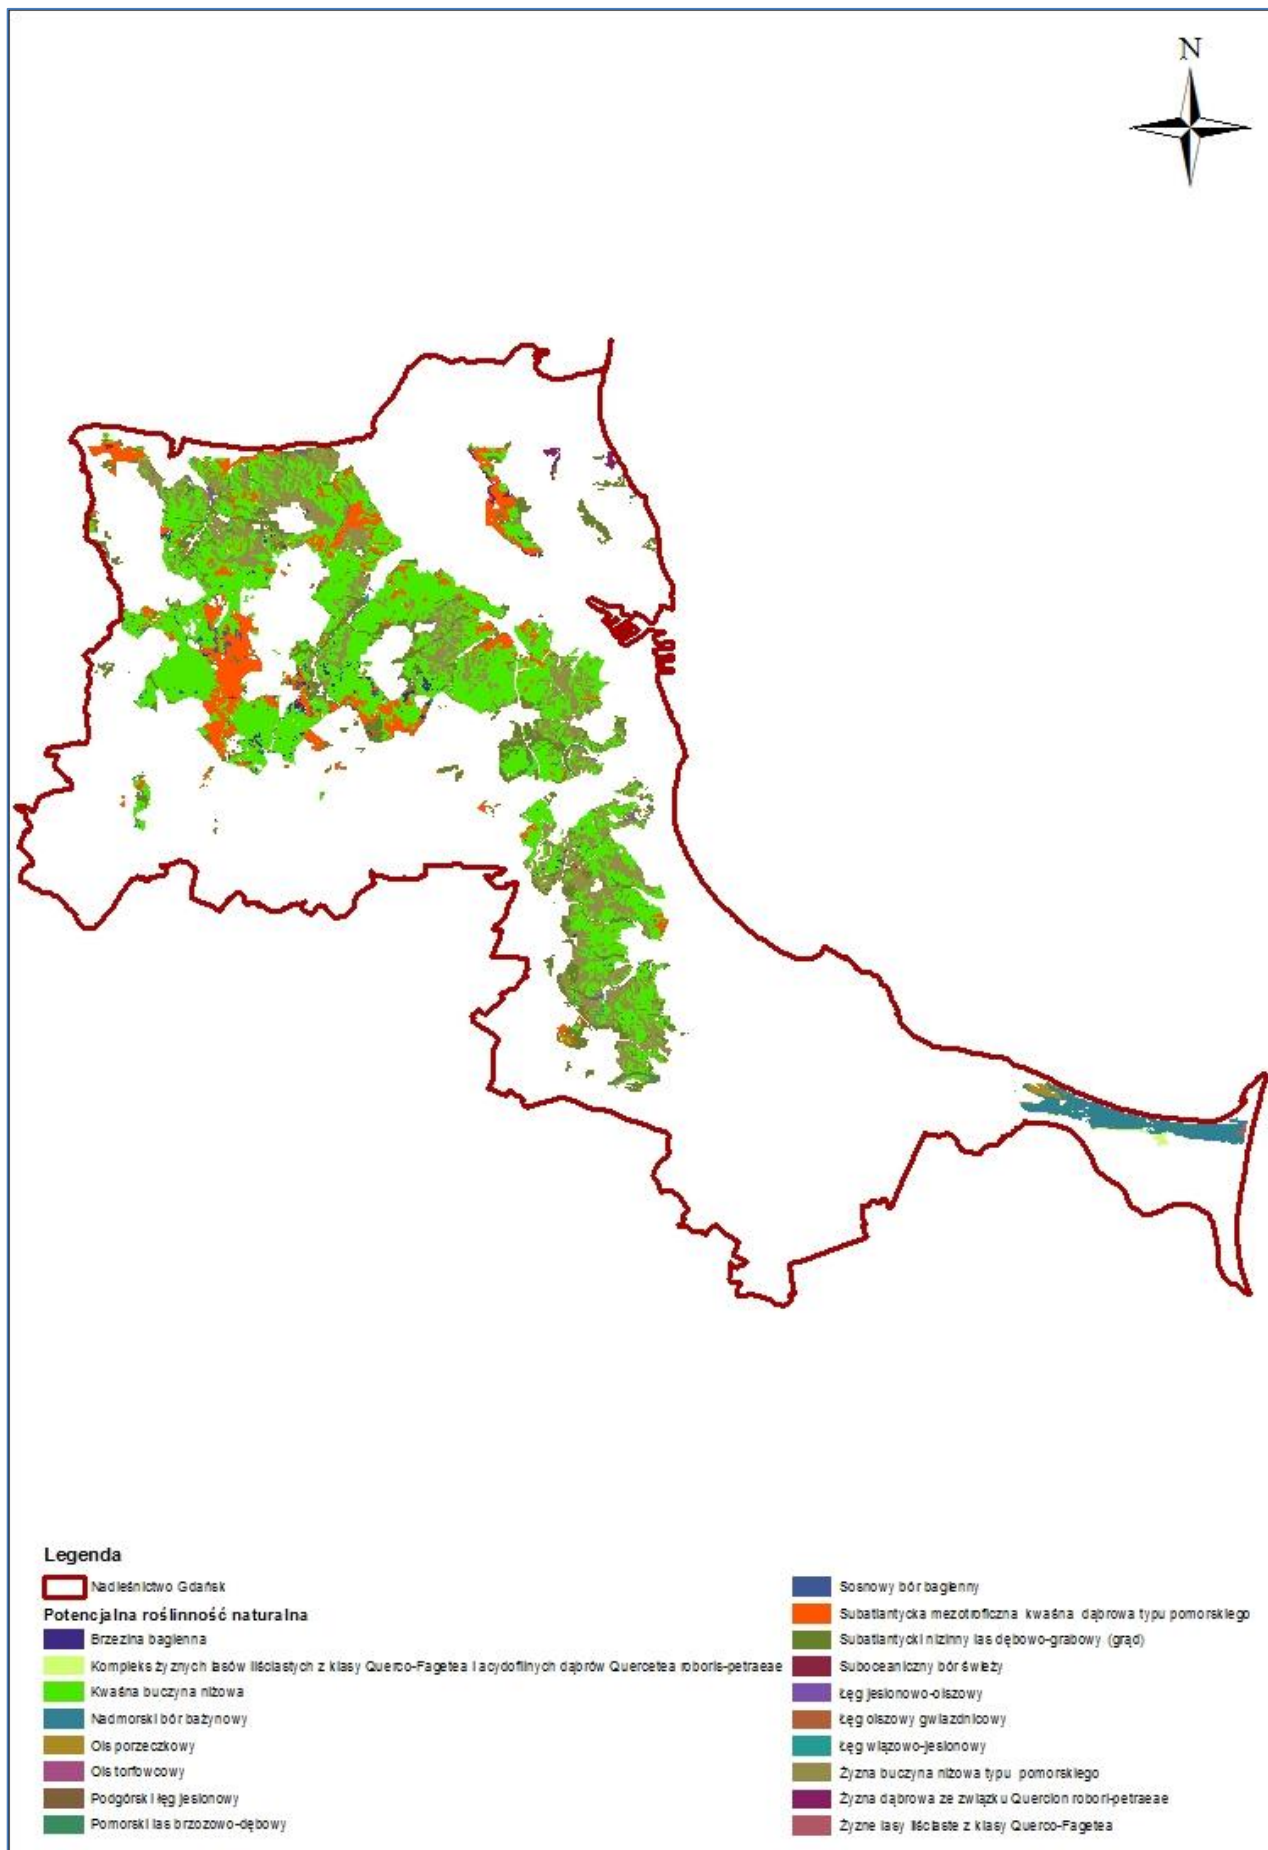 N
Legenda
Nadleśnictwo Gdańsk
Potencjalna roślinność naturalna
Brzezina bagienna
Kompleks żyznych lasów liściastych z klasy Querco-Fagetea i acydofilnych dąbrów Quercetea roboris-petraeae
Kwaśna buczyna niżowa
Nadmorski bór bażynowy
Ols porzeczkowy
Ols torfowcowy
Podgórski łęg jesionowy
Pomorski las brzozowo-dębowy
Sosnowy bór bagienny
Subatlantycka mezotroficzna kwaśna dąbrowa typu pomorskiego
Subatlantycki nizinny las dębowo-grabowy (grąd)
Suboceaniczny bór świeży
Łęg jesionowo-olszowy
Łęg olszowy gwiazdnicowy
Łęg wiązowo-jesionowy
Żyzna buczyna niżowa typu pomorskiego
Żyzna dąbrowa ze związku Quercion robori-petraeae
Żyzne lasy liściaste z klasy Querco-Fagetea